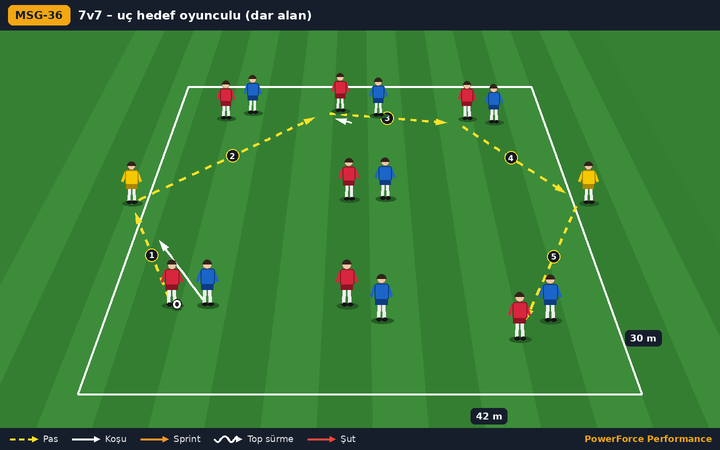 MSG-36 7v7 – uç hedef oyunculu (dar alan)
3
2
4
1
5
30 m
42 m
Pas Koşu Sprint Top sürme Şut PowerForce Performance